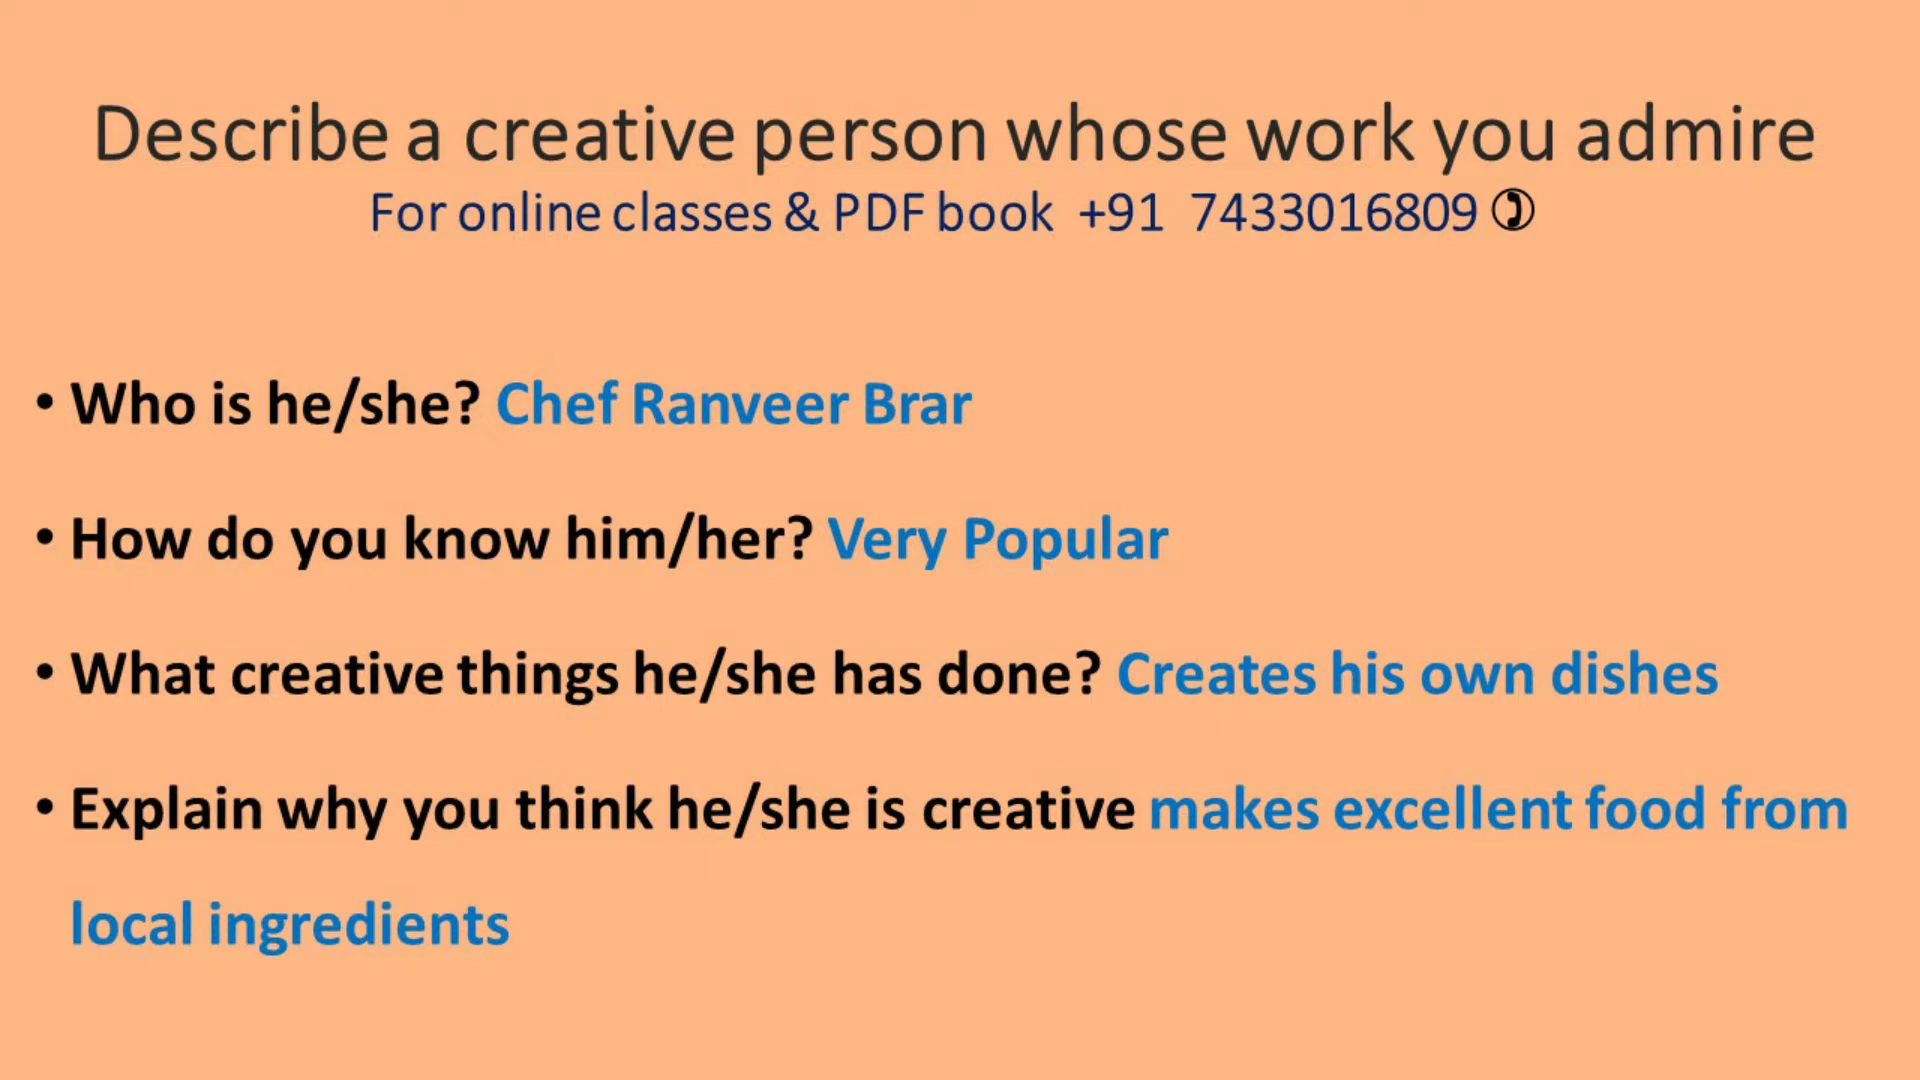 Describe a creative person whose work you admire
For online classes & PDF book +91 7433016809 ✆
• Who is he/she? Chef Ranveer Brar
• How do you know him/her? Very Popular
• What creative things he/she has done? Creates his own dishes
• Explain why you think he/she is creative makes excellent food from
local ingredients